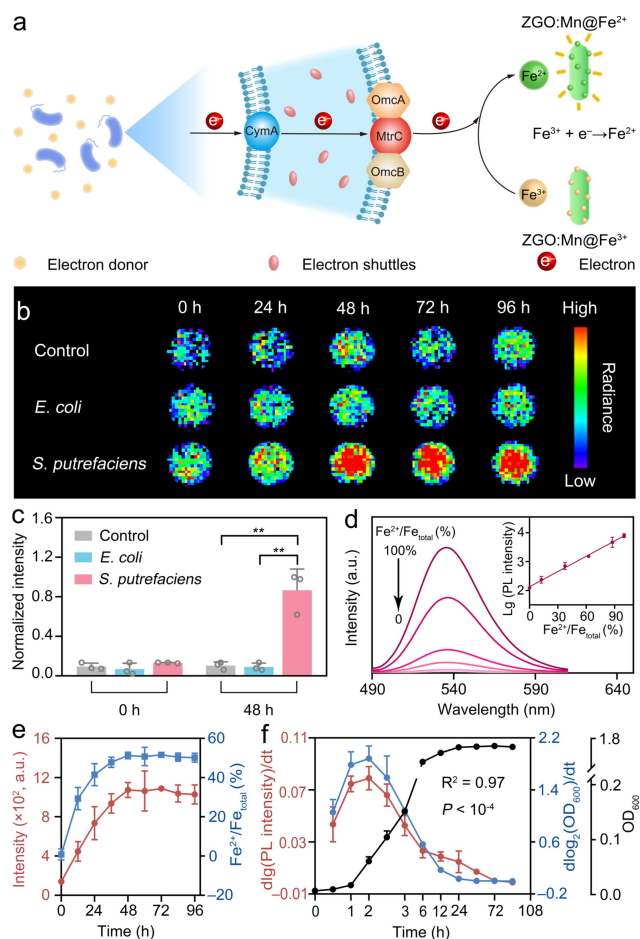 a
ZGO:Mn@Fe²⁺
Fe²⁺
OmcA
e⁻ e⁻ e⁻
CymA MtrC
Fe³⁺ + e⁻→Fe²⁺
OmcB
Fe³⁺
ZGO:Mn@Fe³⁺
Electron donor Electron shuttles e⁻ Electron
b
0 h 24 h 48 h 72 h 96 h
High
Control
E. coli
Radiance
S. putrefaciens
Low
c
Normalized intensity
1.6
1.2
0.8
0.4
0.0
Control
E. coli
S. putrefaciens
**
**
0 h 48 h
d
Intensity (a.u.)
Fe²⁺/Fetotal (%)
100%
0
Lg (PL intensity)
4
3
2
0 30 60 90
Fe²⁺/Fetotal (%)
490 540 590 640
Wavelength (nm)
e
Intensity (×10², a.u.)
16
12
8
4
0
60
40
20
0
−20
Fe²⁺/Fetotal (%)
0 24 48 72 96
Time (h)
f
dlg(PL intensity)/dt
0.11
0.07
0.03
−0.01
R² = 0.97
P < 10⁻⁴
2.2
1.4
0.6
−0.2
dlog₂(OD₆₀₀)/dt
1.8
0.2
0.1
0.0
OD₆₀₀
0 1 2 3 6 12 24 72 108
Time (h)